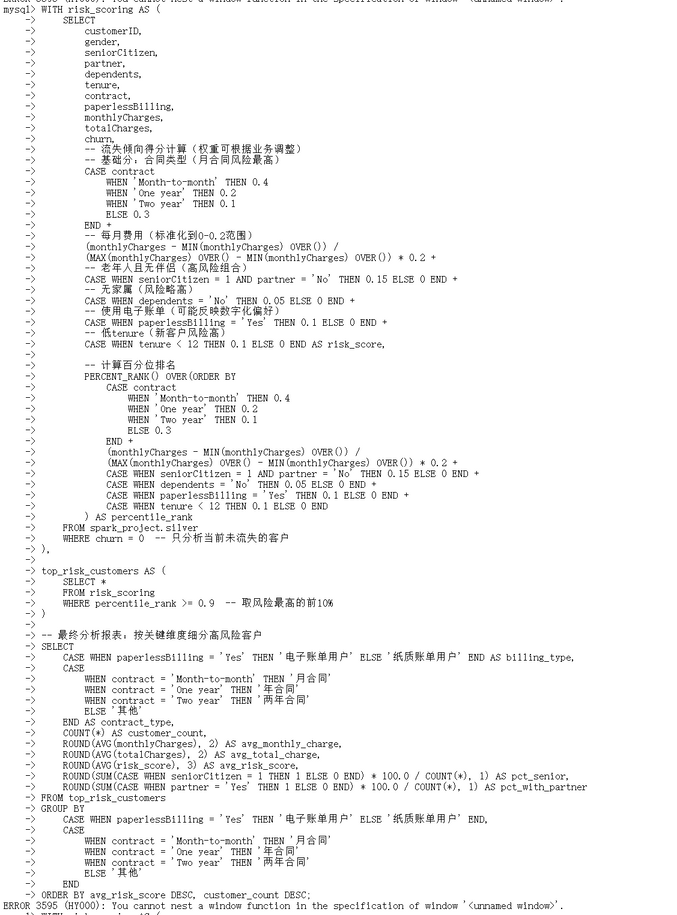 ERROR 3595 (HY000): You cannot nest a window function in the specification of window '<unnamed window>'.
mysql> WITH risk_scoring AS (
    ->     SELECT
    ->         customerID,
    ->         gender,
    ->         seniorCitizen,
    ->         partner,
    ->         dependents,
    ->         tenure,
    ->         contract,
    ->         paperlessBilling,
    ->         monthlyCharges,
    ->         totalCharges,
    ->         churn,
    ->         -- 流失倾向得分计算（权重可根据业务调整）
    ->         -- 基础分：合同类型（月合同风险最高）
    ->         CASE contract
    ->             WHEN 'Month-to-month' THEN 0.4
    ->             WHEN 'One year' THEN 0.2
    ->             WHEN 'Two year' THEN 0.1
    ->             ELSE 0.3
    ->         END +
    ->         -- 每月费用（标准化到0-0.2范围）
    ->         (monthlyCharges - MIN(monthlyCharges) OVER()) /
    ->         (MAX(monthlyCharges) OVER() - MIN(monthlyCharges) OVER()) * 0.2 +
    ->         -- 老年人且无伴侣（高风险组合）
    ->         CASE WHEN seniorCitizen = 1 AND partner = 'No' THEN 0.15 ELSE 0 END +
    ->         -- 无家属（风险略高）
    ->         CASE WHEN dependents = 'No' THEN 0.05 ELSE 0 END +
    ->         -- 使用电子账单（可能反映数字化偏好）
    ->         CASE WHEN paperlessBilling = 'Yes' THEN 0.1 ELSE 0 END +
    ->         -- 低tenure（新客户风险高）
    ->         CASE WHEN tenure < 12 THEN 0.1 ELSE 0 END AS risk_score,
    ->
    ->         -- 计算百分位排名
    ->         PERCENT_RANK() OVER(ORDER BY
    ->             CASE contract
    ->                 WHEN 'Month-to-month' THEN 0.4
    ->                 WHEN 'One year' THEN 0.2
    ->                 WHEN 'Two year' THEN 0.1
    ->                 ELSE 0.3
    ->             END +
    ->             (monthlyCharges - MIN(monthlyCharges) OVER()) /
    ->             (MAX(monthlyCharges) OVER() - MIN(monthlyCharges) OVER()) * 0.2 +
    ->             CASE WHEN seniorCitizen = 1 AND partner = 'No' THEN 0.15 ELSE 0 END +
    ->             CASE WHEN dependents = 'No' THEN 0.05 ELSE 0 END +
    ->             CASE WHEN paperlessBilling = 'Yes' THEN 0.1 ELSE 0 END +
    ->             CASE WHEN tenure < 12 THEN 0.1 ELSE 0 END
    ->         ) AS percentile_rank
    ->     FROM spark_project.silver
    ->     WHERE churn = 0  -- 只分析当前未流失的客户
    -> ),
    ->
    -> top_risk_customers AS (
    ->     SELECT *
    ->     FROM risk_scoring
    ->     WHERE percentile_rank >= 0.9  -- 取风险最高的前10%
    -> )
    ->
    -> -- 最终分析报表：按关键维度细分高风险客户
    -> SELECT
    ->     CASE WHEN paperlessBilling = 'Yes' THEN '电子账单用户' ELSE '纸质账单用户' END AS billing_type,
    ->     CASE
    ->         WHEN contract = 'Month-to-month' THEN '月合同'
    ->         WHEN contract = 'One year' THEN '年合同'
    ->         WHEN contract = 'Two year' THEN '两年合同'
    ->         ELSE '其他'
    ->     END AS contract_type,
    ->     COUNT(*) AS customer_count,
    ->     ROUND(AVG(monthlyCharges), 2) AS avg_monthly_charge,
    ->     ROUND(AVG(totalCharges), 2) AS avg_total_charge,
    ->     ROUND(AVG(risk_score), 3) AS avg_risk_score,
    ->     ROUND(SUM(CASE WHEN seniorCitizen = 1 THEN 1 ELSE 0 END) * 100.0 / COUNT(*), 1) AS pct_senior,
    ->     ROUND(SUM(CASE WHEN partner = 'Yes' THEN 1 ELSE 0 END) * 100.0 / COUNT(*), 1) AS pct_with_partner
    -> FROM top_risk_customers
    -> GROUP BY
    ->     CASE WHEN paperlessBilling = 'Yes' THEN '电子账单用户' ELSE '纸质账单用户' END,
    ->     CASE
    ->         WHEN contract = 'Month-to-month' THEN '月合同'
    ->         WHEN contract = 'One year' THEN '年合同'
    ->         WHEN contract = 'Two year' THEN '两年合同'
    ->         ELSE '其他'
    ->     END
    -> ORDER BY avg_risk_score DESC, customer_count DESC;
ERROR 3595 (HY000): You cannot nest a window function in the specification of window '<unnamed window>'.